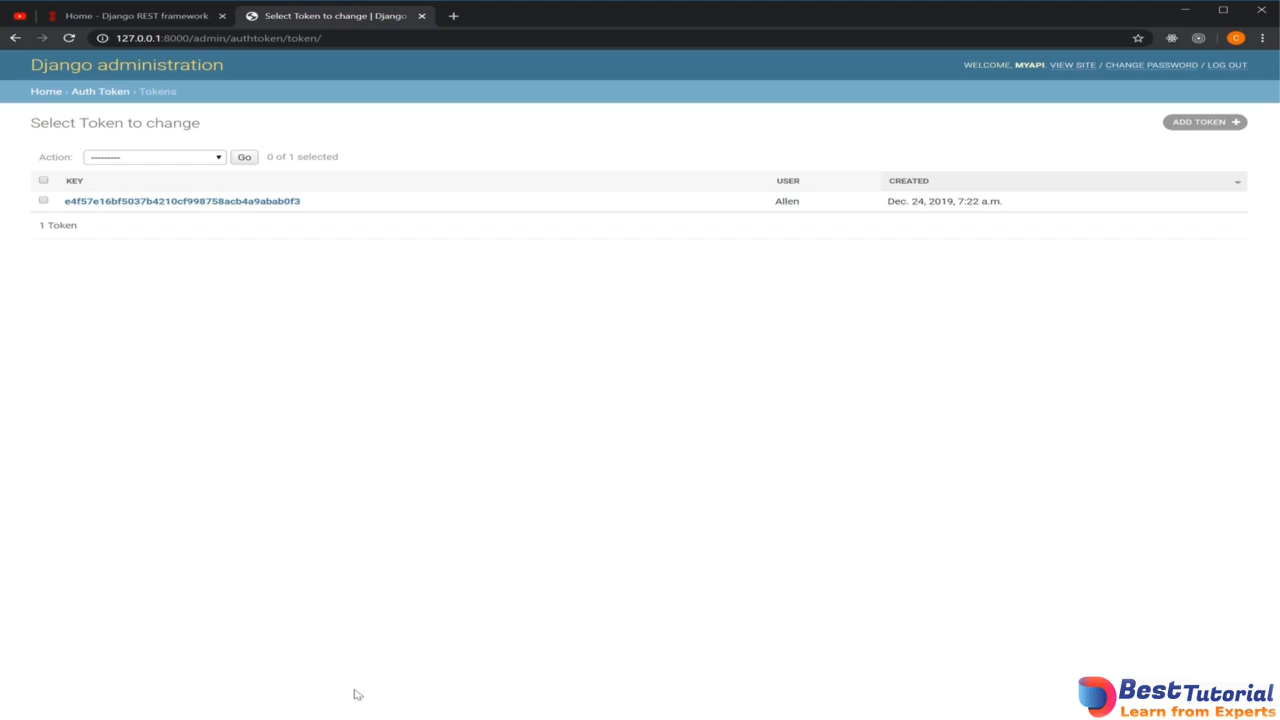 Home - Django REST framework
Select Token to change | Django
127.0.0.1:8000/admin/authtoken/token/
C
Django administration
WELCOME, MYAPI. VIEW SITE / CHANGE PASSWORD / LOG OUT
Home › Auth Token › Tokens
Select Token to change
ADD TOKEN +
Action: --------- Go 0 of 1 selected
KEY USER CREATED
e4f57e16bf5037b4210cf998758acb4a9abab0f3 Allen Dec. 24, 2019, 7:22 a.m.
1 Token
BestTutorial
Learn from Experts